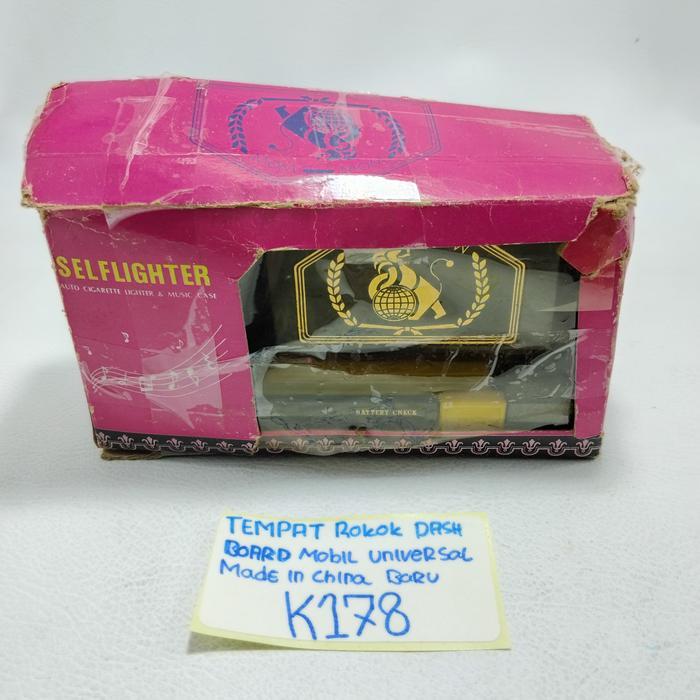 SELFLIGHTER
AUTO CIGARETTE LIGHTER & MUSIC CASE
BATTERY CHECK
TEMPAT Rokok DASH
BOARD Mobil universal
Made in China Baru
K178